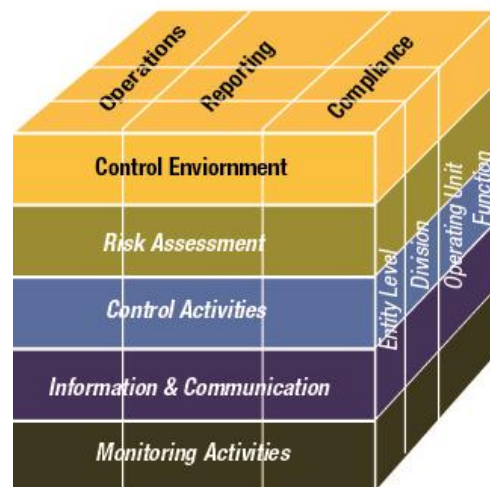 Operations
Reporting
Compliance
Control Enviornment
Risk Assessment
Control Activities
Information & Communication
Monitoring Activities
Entity Level
Division
Operating Unit
Function